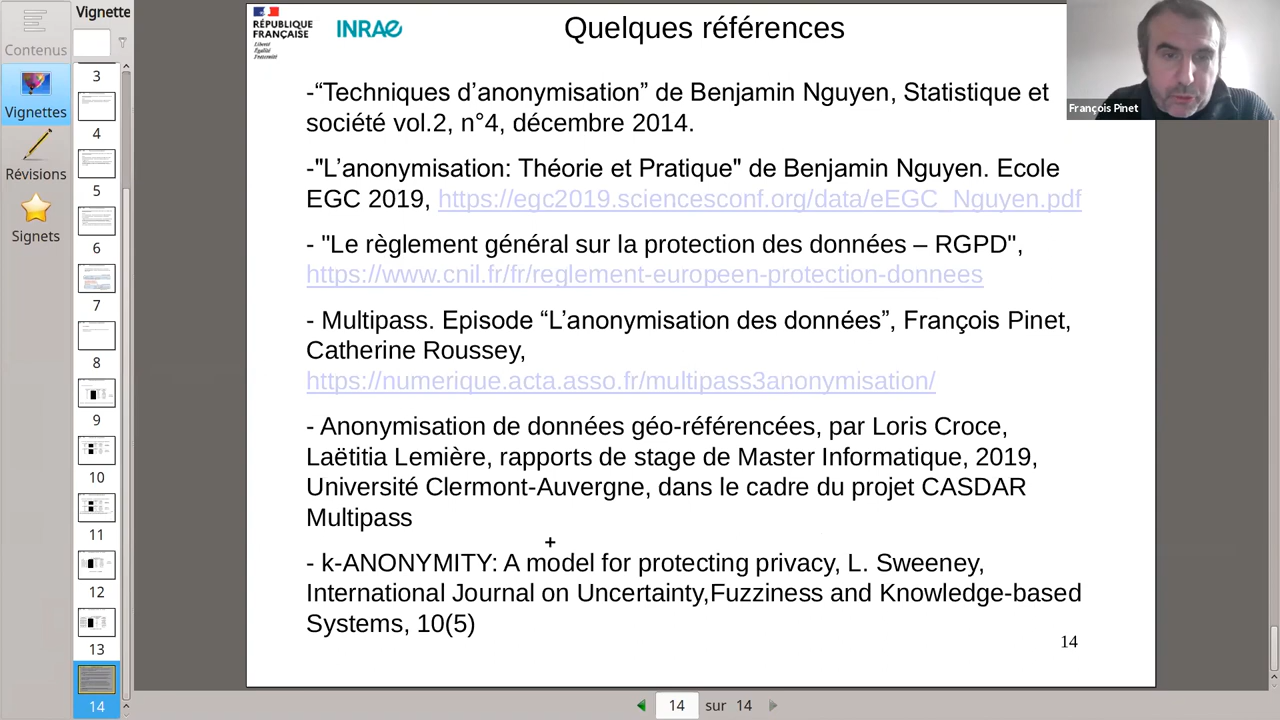 Contenus
Vignettes
Révisions
Signets
Vignette
3
4
5
6
7
8
9
10
11
12
13
14
RÉPUBLIQUE
FRANÇAISE
Liberté
Égalité
Fraternité
INRAE
Quelques références
-“Techniques d’anonymisation” de Benjamin Nguyen, Statistique et
société vol.2, n°4, décembre 2014.
-"L’anonymisation: Théorie et Pratique" de Benjamin Nguyen. Ecole
EGC 2019, https://egc2019.sciencesconf.org/data/eEGC_Nguyen.pdf
- "Le règlement général sur la protection des données – RGPD",
https://www.cnil.fr/fr/reglement-europeen-protection-donnees
- Multipass. Episode “L’anonymisation des données”, François Pinet,
Catherine Roussey,
https://numerique.acta.asso.fr/multipass3anonymisation/
- Anonymisation de données géo-référencées, par Loris Croce,
Laëtitia Lemière, rapports de stage de Master Informatique, 2019,
Université Clermont-Auvergne, dans le cadre du projet CASDAR
Multipass
- k-ANONYMITY: A model for protecting privacy, L. Sweeney,
International Journal on Uncertainty,Fuzziness and Knowledge-based
Systems, 10(5)
14
François Pinet
14 sur 14